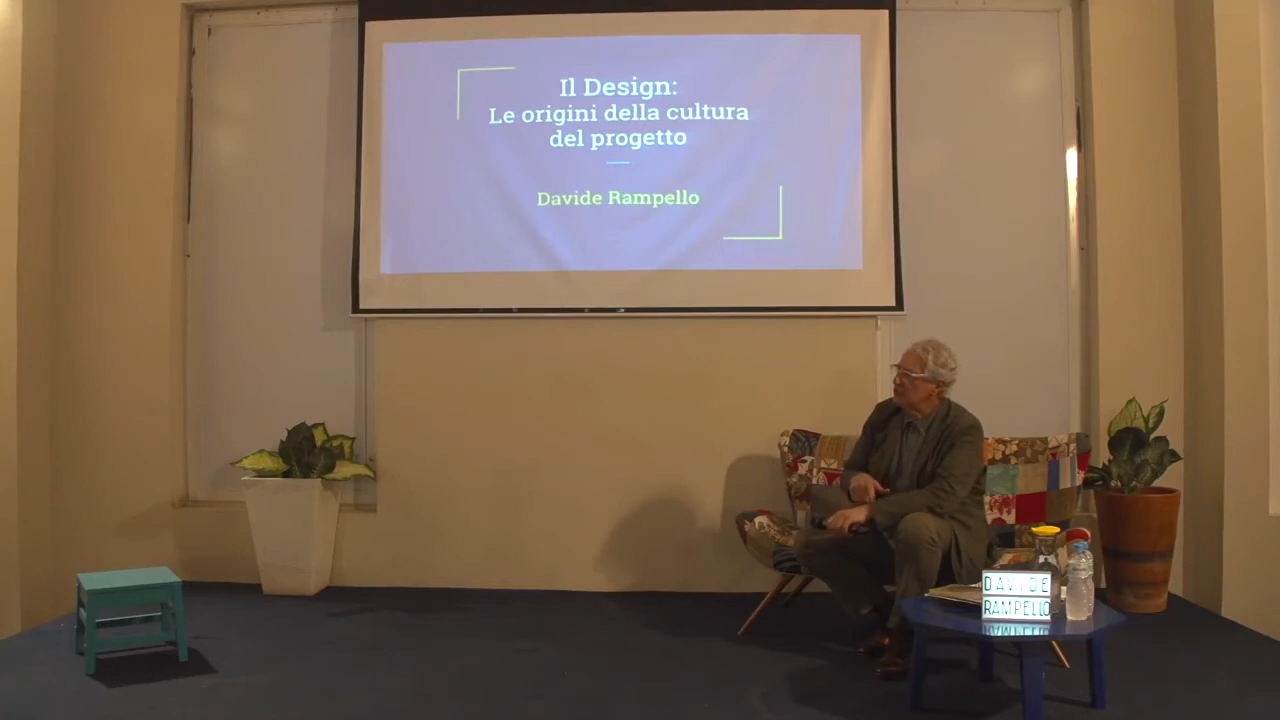 Il Design:
Le origini della cultura
del progetto
Davide Rampello
DAVIDE
RAMPELLO